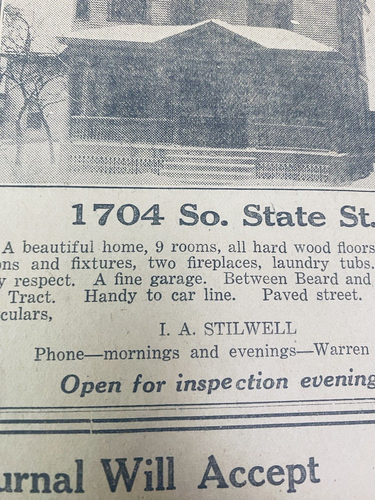 1704 So. State St.
A beautiful home, 9 rooms, all hard wood floors
ons and fixtures, two fireplaces, laundry tubs.
y respect. A fine garage. Between Beard and
Tract. Handy to car line. Paved street.
culars,
I. A. STILWELL
Phone—mornings and evenings—Warren
Open for inspection evening
urnal Will Accept